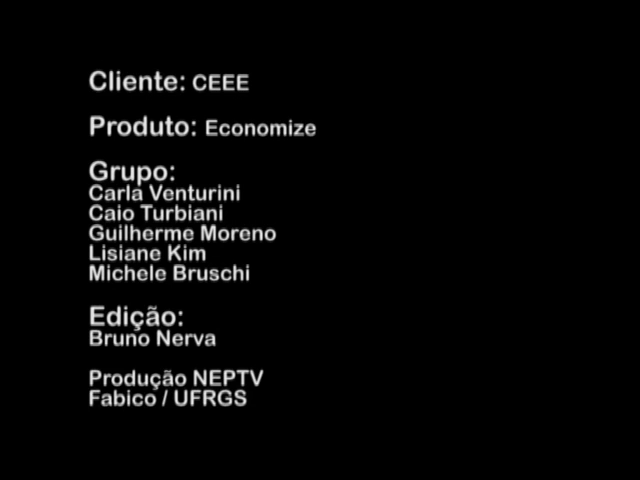 Cliente: CEEE
Produto: Economize
Grupo:
Carla Venturini
Caio Turbiani
Guilherme Moreno
Lisiane Kim
Michele Bruschi
Edição:
Bruno Nerva
Produção NEPTV
Fabico / UFRGS